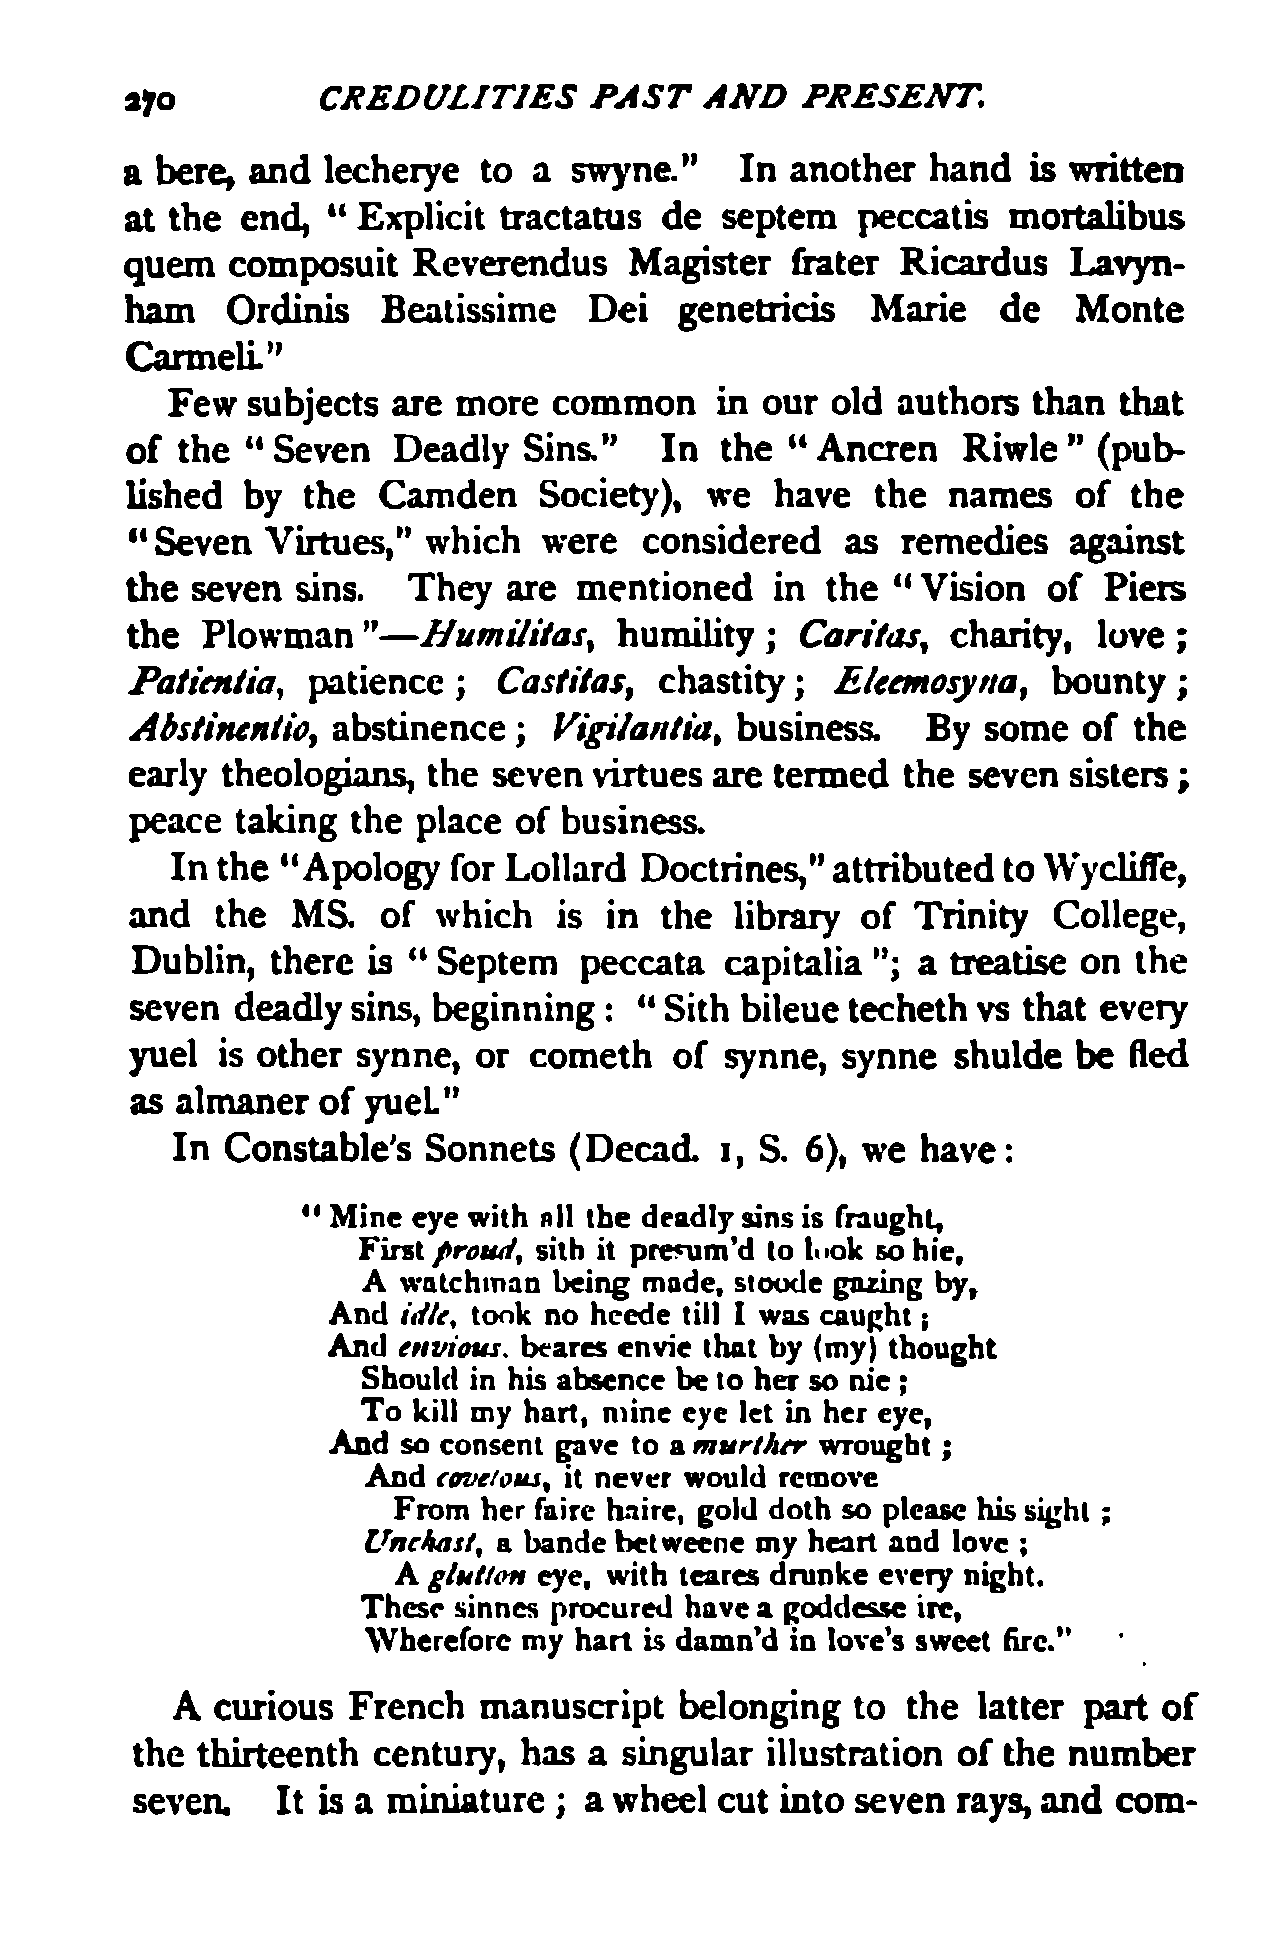 270 CREDULITIES PAST AND PRESENT.
a bere, and lecherye to a swyne." In another hand is written
at the end, "Explicit tractatus de septem peccatis mortalibus
quem composuit Reverendus Magister frater Ricardus Lavyn-
ham Ordinis Beatissime Dei genetricis Marie de Monte
Carmeli."
Few subjects are more common in our old authors than that
of the "Seven Deadly Sins." In the "Ancren Riwle" (pub-
lished by the Camden Society), we have the names of the
"Seven Virtues," which were considered as remedies against
the seven sins. They are mentioned in the "Vision of Piers
the Plowman"—Humilitas, humility; Caritas, charity, love;
Patientia, patience; Castitas, chastity; Eleemosyna, bounty;
Abstinentio, abstinence; Vigilantia, business. By some of the
early theologians, the seven virtues are termed the seven sisters;
peace taking the place of business.
In the "Apology for Lollard Doctrines," attributed to Wycliffe,
and the MS. of which is in the library of Trinity College,
Dublin, there is "Septem peccata capitalia"; a treatise on the
seven deadly sins, beginning: "Sith bileue techeth vs that every
yuel is other synne, or cometh of synne, synne shulde be fled
as almaner of yuel."
In Constable's Sonnets (Decad. 1, S. 6), we have:
"Mine eye with all the deadly sins is fraught,
First proud, sith it presum'd to look so hie,
A watchman being made, stoode gazing by,
And idle, took no heede till I was caught;
And envious. beares envie that by (my) thought
Should in his absence be to her so nie;
To kill my hart, mine eye let in her eye,
And so consent gave to a murther wrought;
And covetous, it never would remove
From her faire haire, gold doth so please his sight;
Unchast, a bande betweene my heart and love;
A glutton eye, with teares drunke every night.
These sinnes procured have a goddesse ire,
Wherefore my hart is damn'd in love's sweet fire."
A curious French manuscript belonging to the latter part of
the thirteenth century, has a singular illustration of the number
seven. It is a miniature; a wheel cut into seven rays, and com-